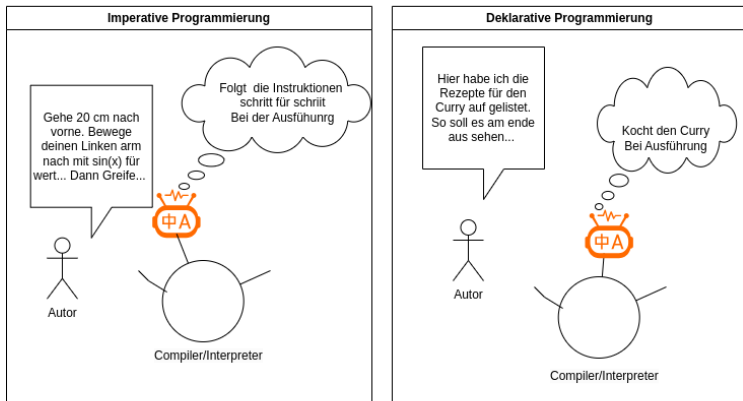 Imperative Programmierung
Gehe 20 cm nach
vorne. Bewege
deinen Linken arm
nach mit sin(x) für
wert... Dann Greife...
Folgt die Instruktionen
schritt für schriit
Bei der Ausfühunrg
中A
Autor
Compiler/Interpreter
Deklarative Programmierung
Hier habe ich die
Rezepte für den
Curry auf gelistet.
So soll es am ende
aus sehen...
Kocht den Curry
Bei Ausführung
中A
Autor
Compiler/Interpreter